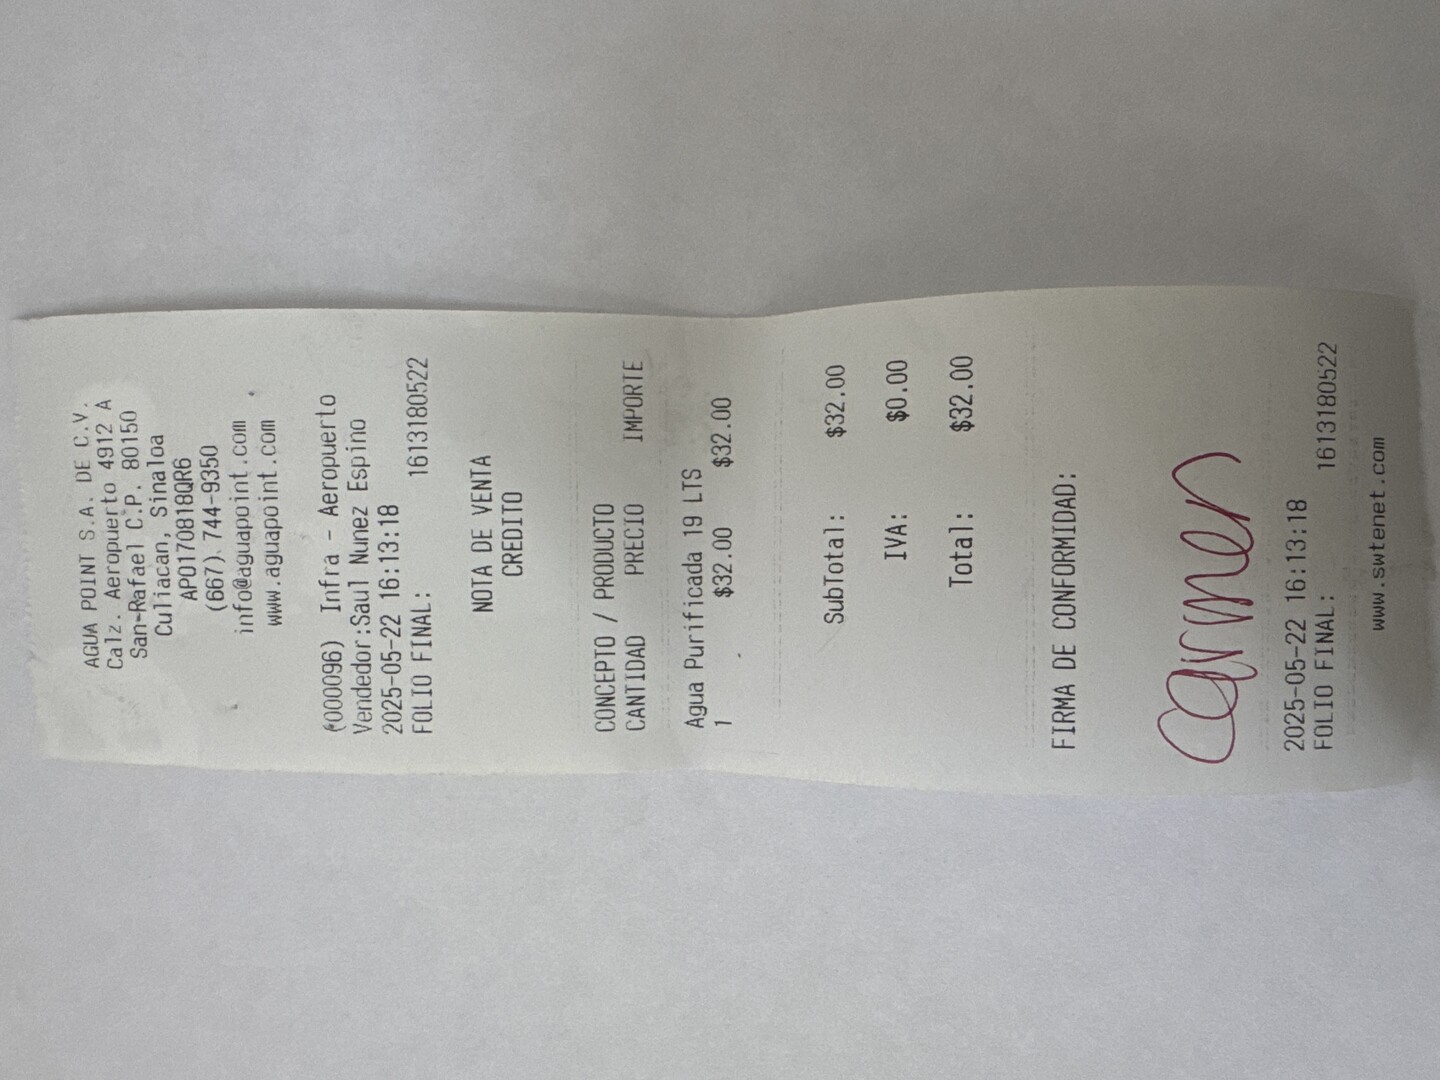 AGUA POINT S.A. DE C.V.
Calz. Aeropuerto 4912 A
San Rafael C.P. 80150
Culiacan, Sinaloa
APO170818QR6
(667) 744-9350
info@aguapoint.com
www.aguapoint.com
(000096) Infra - Aeropuerto
Vendedor:Saul Nunez Espino
2025-05-22 16:13:18
FOLIO FINAL: 1613180522
NOTA DE VENTA
CREDITO
CONCEPTO / PRODUCTO
CANTIDAD PRECIO IMPORTE
Agua Purificada 19 LTS
1 $32.00 $32.00
SubTotal: $32.00
IVA: $0.00
Total: $32.00
FIRMA DE CONFORMIDAD:
Carmen
2025-05-22 16:13:18
FOLIO FINAL: 1613180522
www.swtenet.com